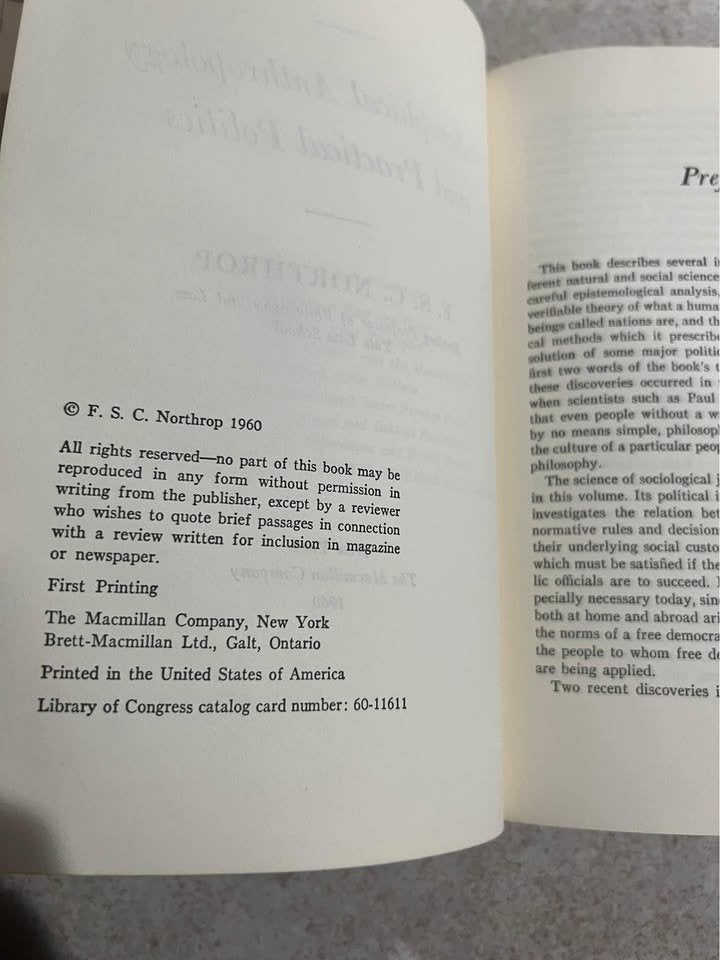 © F. S. C. Northrop 1960
All rights reserved—no part of this book may be
reproduced in any form without permission in
writing from the publisher, except by a reviewer
who wishes to quote brief passages in connection
with a review written for inclusion in magazine
or newspaper.
First Printing
The Macmillan Company, New York
Brett-Macmillan Ltd., Galt, Ontario
Printed in the United States of America
Library of Congress catalog card number: 60-11611
Pre
This book describes several i
ferent natural and social science
careful epistemological analysis,
verifiable theory of what a huma
beings called nations are, and th
cal methods which it prescribe
solution of some major politic
first two words of the book's t
these discoveries occurred in
when scientists such as Paul
that even people without a w
by no means simple, philosop
the culture of a particular peop
philosophy.
The science of sociological j
in this volume. Its political i
investigates the relation bet
normative rules and decision
their underlying social custo
which must be satisfied if the
lic officials are to succeed.
pecially necessary today, sinc
both at home and abroad ari
the norms of a free democra
the people to whom free de
are being applied.
Two recent discoveries i